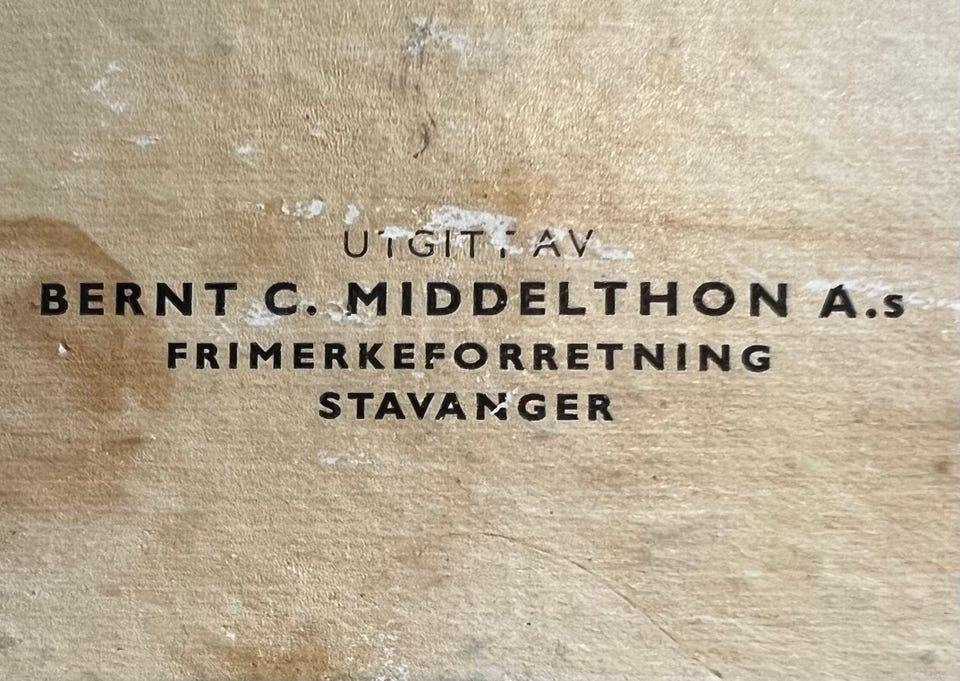 UTGITT AV
BERNT C. MIDDELTHON A.s
FRIMERKEFORRETNING
STAVANGER